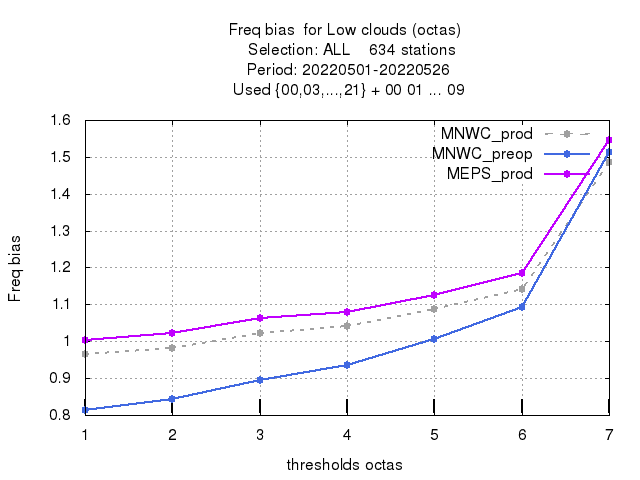 Freq bias  for Low clouds (octas)
Selection: ALL    634 stations
Period: 20220501-20220526
Used {00,03,...,21} + 00 01 ... 09
MNWC_prod
MNWC_preop
MEPS_prod
1.6
1.5
1.4
1.3
1.2
1.1
1
0.9
0.8
Freq bias
1 2 3 4 5 6 7
thresholds octas